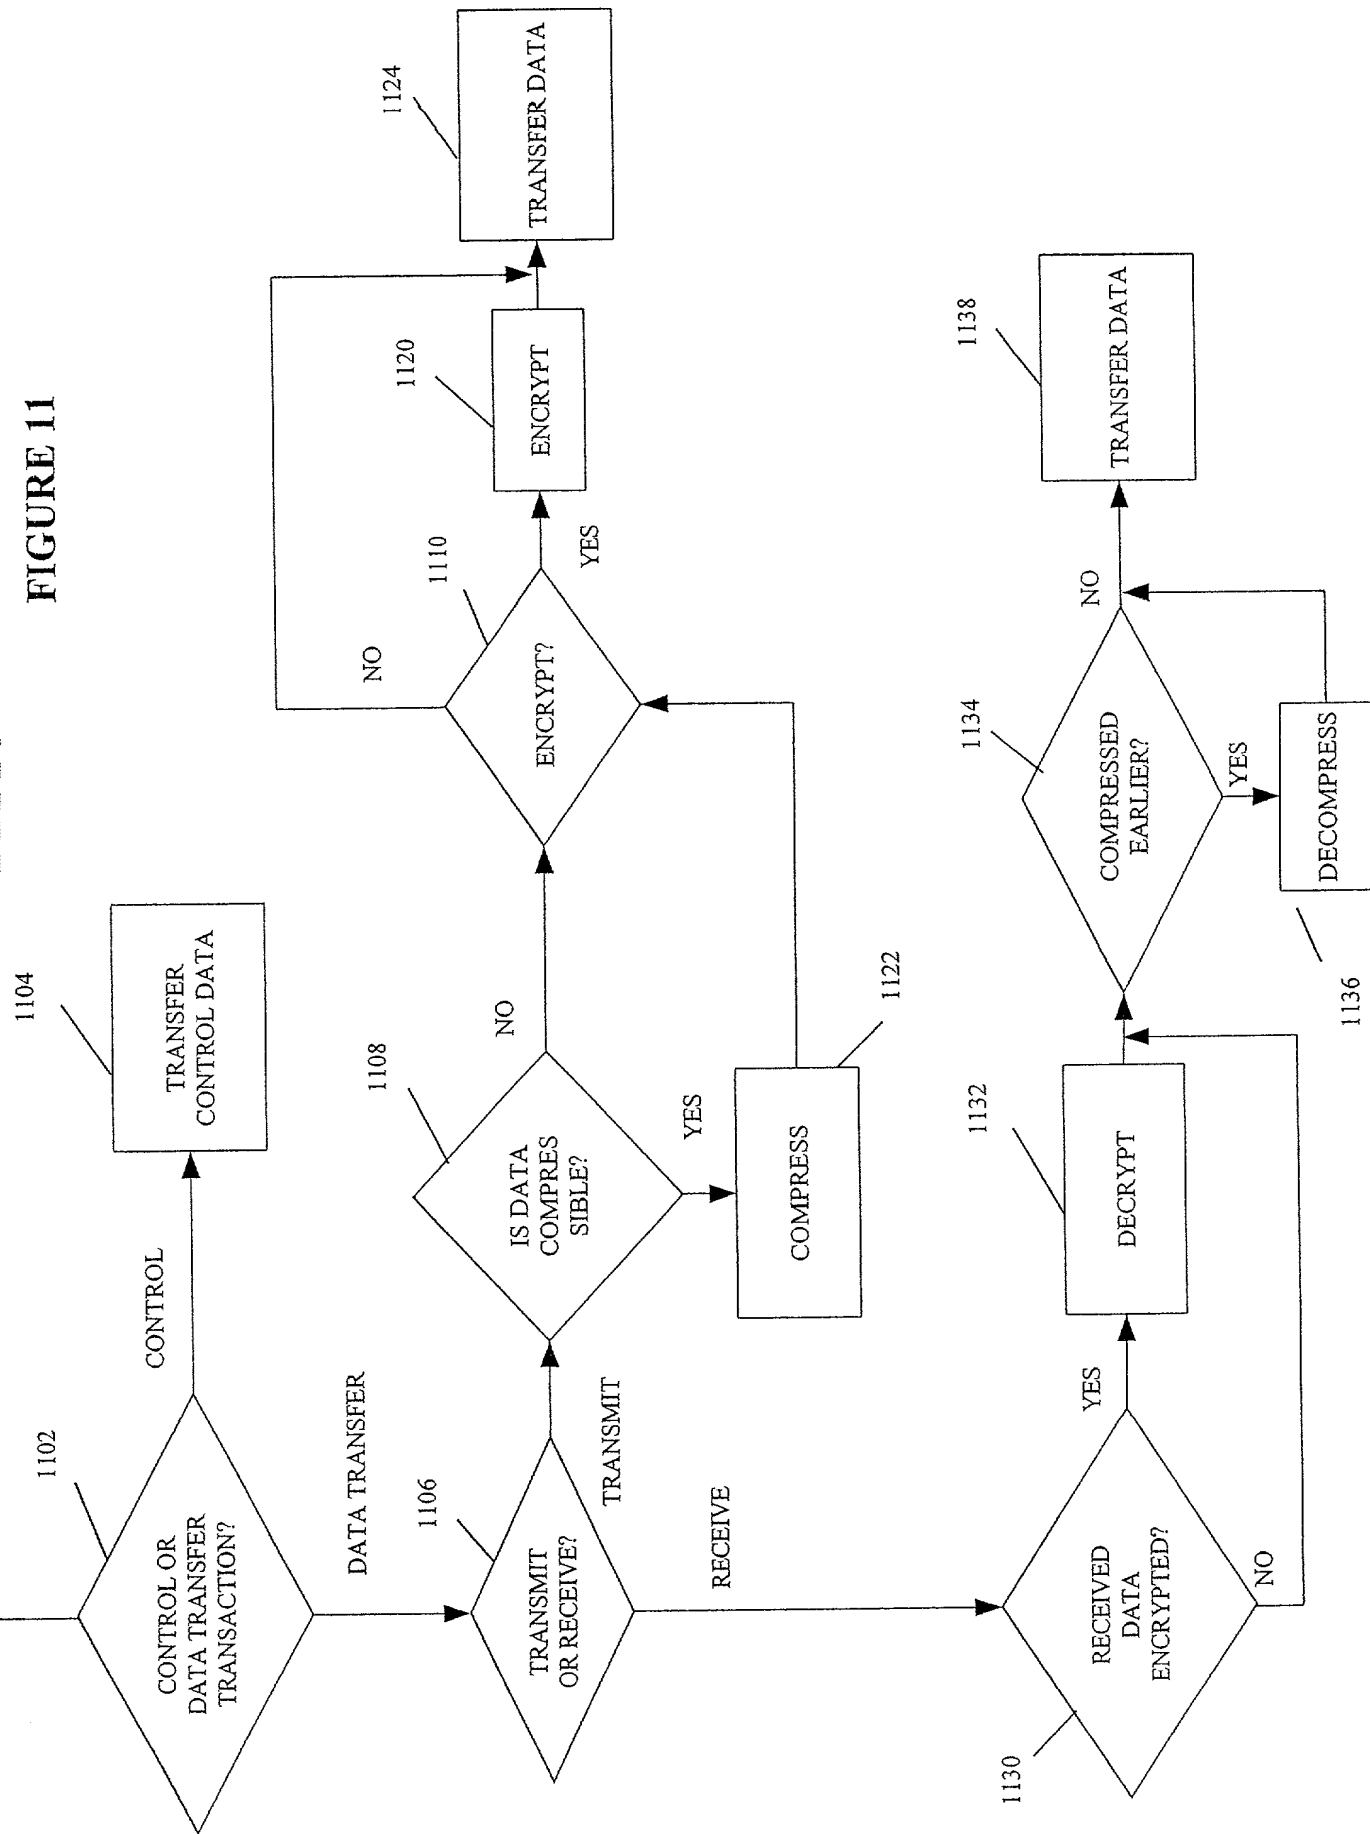 FIGURE 11
1102
CONTROL OR
DATA TRANSFER
TRANSACTION?
CONTROL
1104
TRANSFER
CONTROL DATA
DATA TRANSFER
1106
TRANSMIT
OR RECEIVE?
TRANSMIT
1108
IS DATA
COMPRES
SIBLE?
NO
YES
COMPRESS
1122
1110
ENCRYPT?
NO
YES
1120
ENCRYPT
1124
TRANSFER DATA
RECEIVE
1130
RECEIVED
DATA
ENCRYPTED?
YES
NO
1132
DECRYPT
1134
COMPRESSED
EARLIER?
NO
YES
DECOMPRESS
1136
1138
TRANSFER DATA